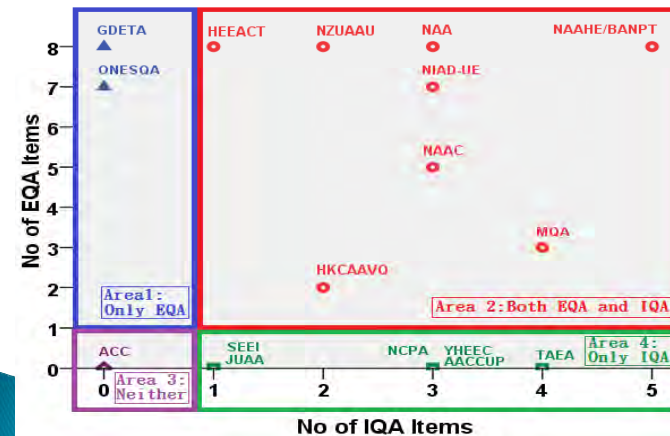 GDETA
HEEACT
NZUAAU
NAA
NAAHE/BANPT
8
ONESQA
NIAD-UE
7
6
NAAC
5
4
MQA
3
HKCAAVQ
2
Area1:
Only EQA
Area 2:Both EQA and IQA
1
ACC
SEEI
JUAA
NCPA
YHEEC
AACCUP
TAEA
Area 4:
Only IQA
0
Area 3:
Neither
0
1
2
3
4
5
No of EQA Items
No of IQA Items